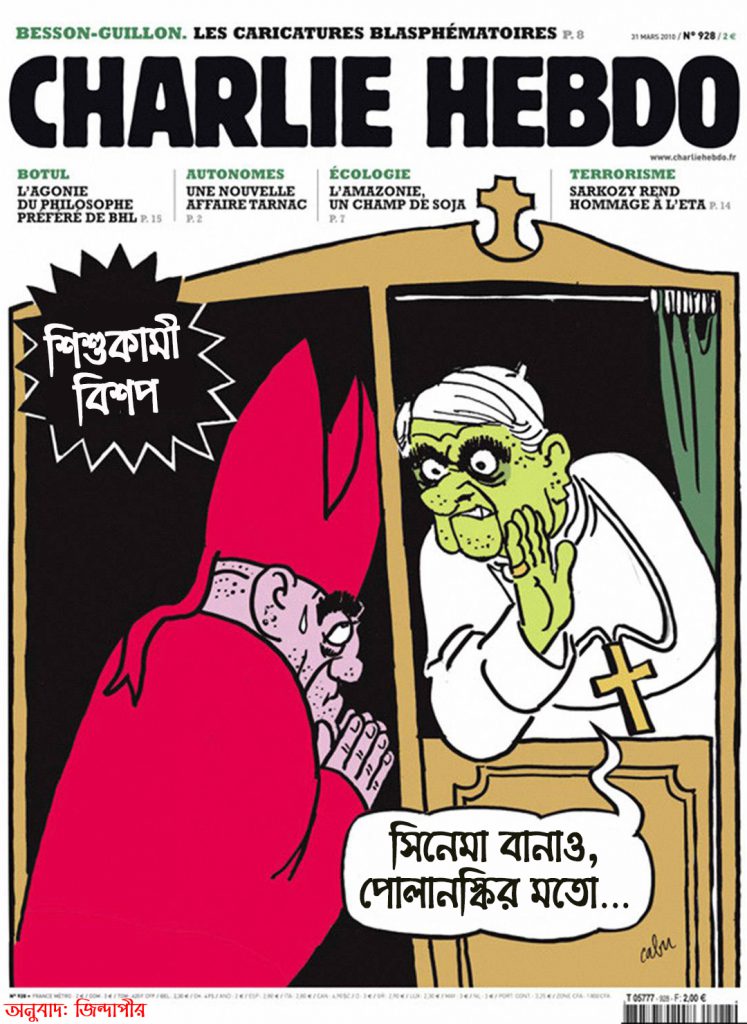 BESSON-GUILLON. LES CARICATURES BLASPHÉMATOIRES P. 8
31 MARS 2010 / N° 928 / 2 €
CHARLIE HEBDO
www.charliehebdo.fr
BOTUL
L'AGONIE
DU PHILOSOPHE
PRÉFÉRÉ DE BHL P. 15
AUTONOMES
UNE NOUVELLE
AFFAIRE TARNAC
P. 2
ÉCOLOGIE
L'AMAZONIE,
UN CHAMP DE SOJA
P. 7
TERRORISME
SARKOZY REND
HOMMAGE À L'ETA P. 14
শিশুকামী
বিশপ
সিনেমা বানাও,
পোলানস্কির মতো...
cabu
অনুবাদ: জিন্দাপীর
T 05777 - 928 - F: 2,00 €